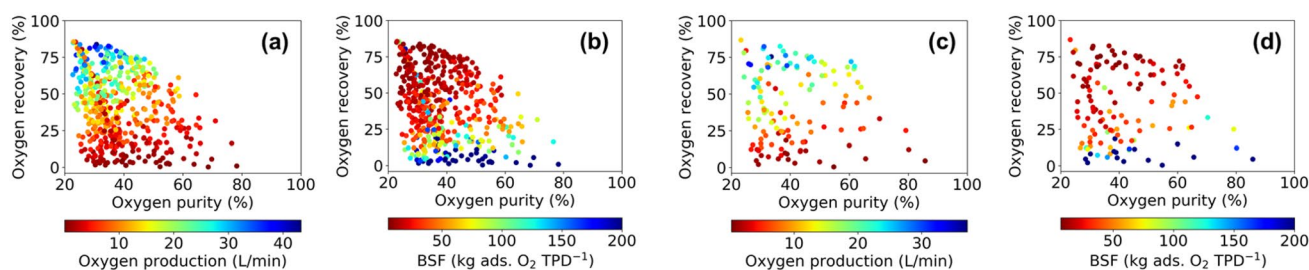 (a)
Oxygen recovery (%)
100
75
50
25
0
20 40 60 80 100
Oxygen purity (%)
10 20 30 40
Oxygen production (L/min)
(b)
Oxygen recovery (%)
100
75
50
25
0
20 40 60 80 100
Oxygen purity (%)
50 100 150 200
BSF (kg ads. O₂ TPD⁻¹)
(c)
Oxygen recovery (%)
100
75
50
25
0
20 40 60 80 100
Oxygen purity (%)
10 20 30
Oxygen production (L/min)
(d)
Oxygen recovery (%)
100
75
50
25
0
20 40 60 80 100
Oxygen purity (%)
50 100 150 200
BSF (kg ads. O₂ TPD⁻¹)